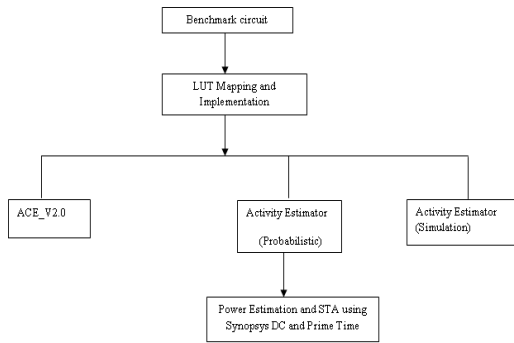 Benchmark circuit
LUT Mapping and
Implementation
ACE_V2.0
Activity Estimator
(Probabilistic)
Activity Estimator
(Simulation)
Power Estimation and STA using
Synopsys DC and Prime Time